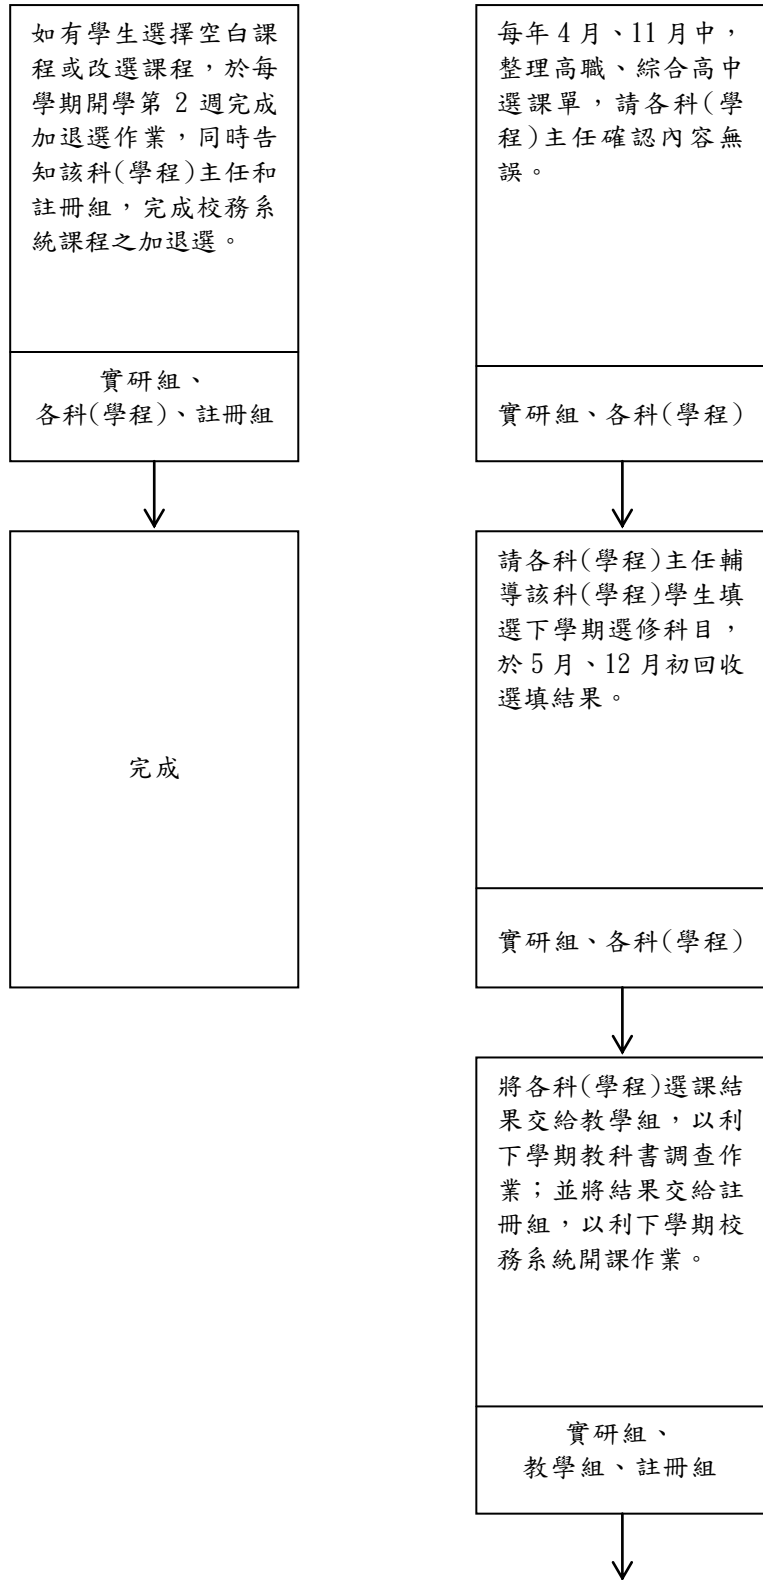 如有學生選擇空白課
程或改選課程，於每
學期開學第 2 週完成
加退選作業，同時告
知該科(學程)主任和
註冊組，完成校務系
統課程之加退選。
實研組、
各科(學程)、註冊組
完成
每年 4 月、11 月中，
整理高職、綜合高中
選課單，請各科(學
程)主任確認內容無
誤。
實研組、各科(學程)
請各科(學程)主任輔
導該科(學程)學生填
選下學期選修科目，
於 5 月、12 月初回收
選填結果。
實研組、各科(學程)
將各科(學程)選課結
果交給教學組，以利
下學期教科書調查作
業；並將結果交給註
冊組，以利下學期校
務系統開課作業。
實研組、
教學組、註冊組